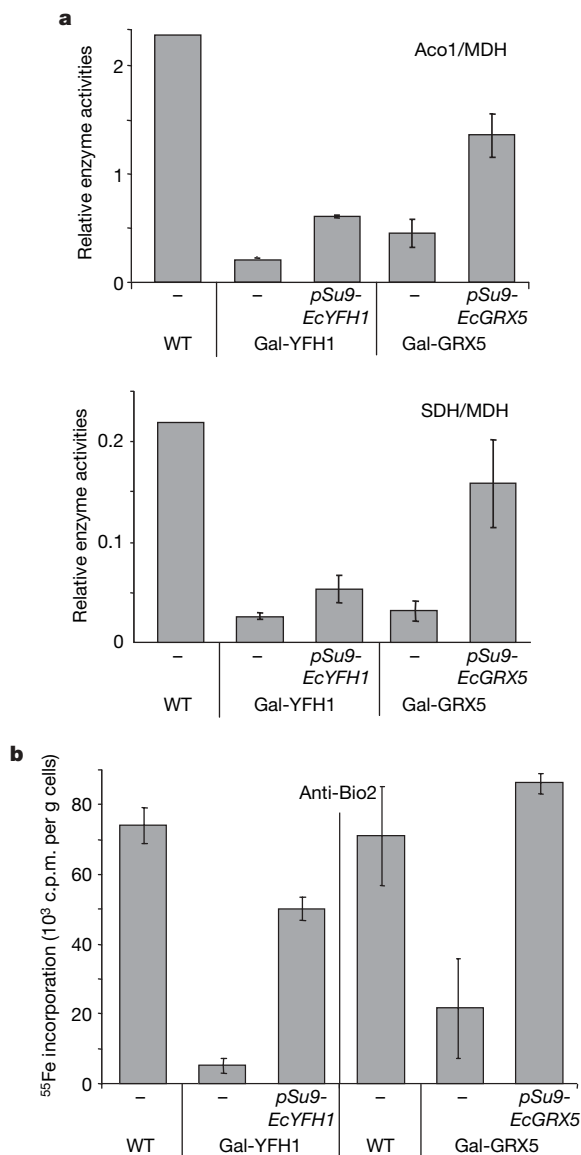 a
Aco1/MDH
Relative enzyme activities
2
1
0
– – pSu9- – pSu9-
EcYFH1 EcGRX5
WT Gal-YFH1 Gal-GRX5
SDH/MDH
Relative enzyme activities
0.2
0.1
0
– – pSu9- – pSu9-
EcYFH1 EcGRX5
WT Gal-YFH1 Gal-GRX5
b
Anti-Bio2
⁵⁵Fe incorporation (10³ c.p.m. per g cells)
80
60
40
20
0
– – pSu9- – – pSu9-
EcYFH1 EcGRX5
WT Gal-YFH1 WT Gal-GRX5